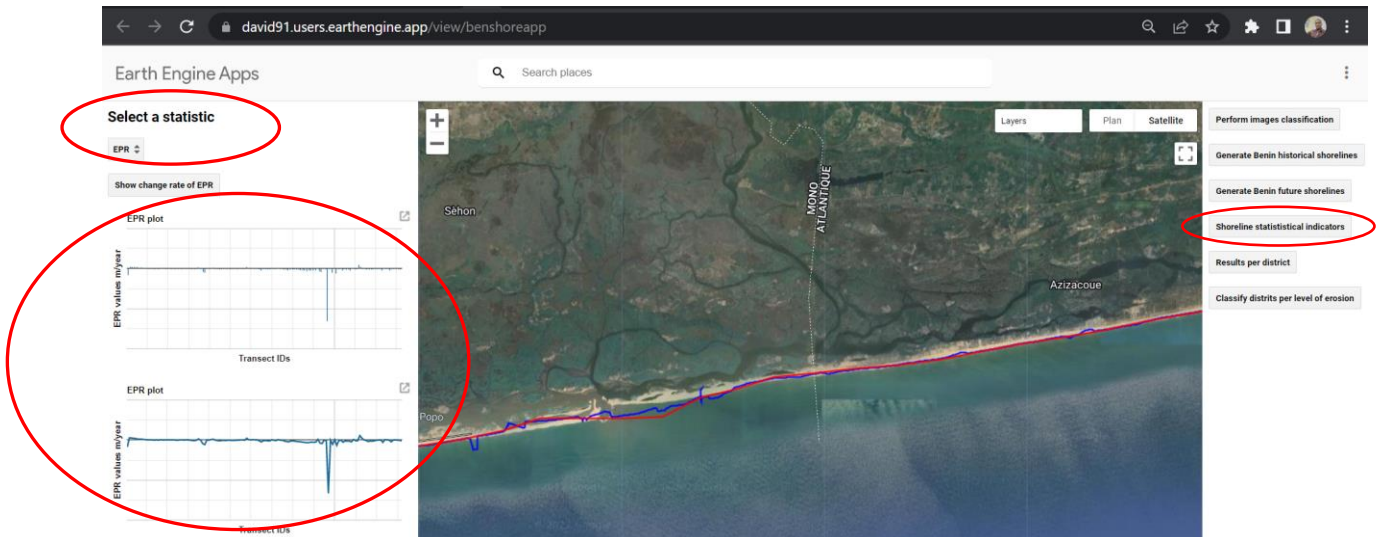 david91.users.earthengine.app/view/benshoreapp
Earth Engine Apps
Search places
Select a statistic
EPR
Show change rate of EPR
EPR plot
EPR values m/year
Transect IDs
EPR plot
EPR values m/year
Transect IDs
Sèhon
MONO
ATLANTIQUE
Azizacoue
Popo
Layers
Plan Satellite
Perform images classification
Generate Benin historical shorelines
Generate Benin future shorelines
Shoreline statististical indicators
Results per district
Classify distrits per level of erosion